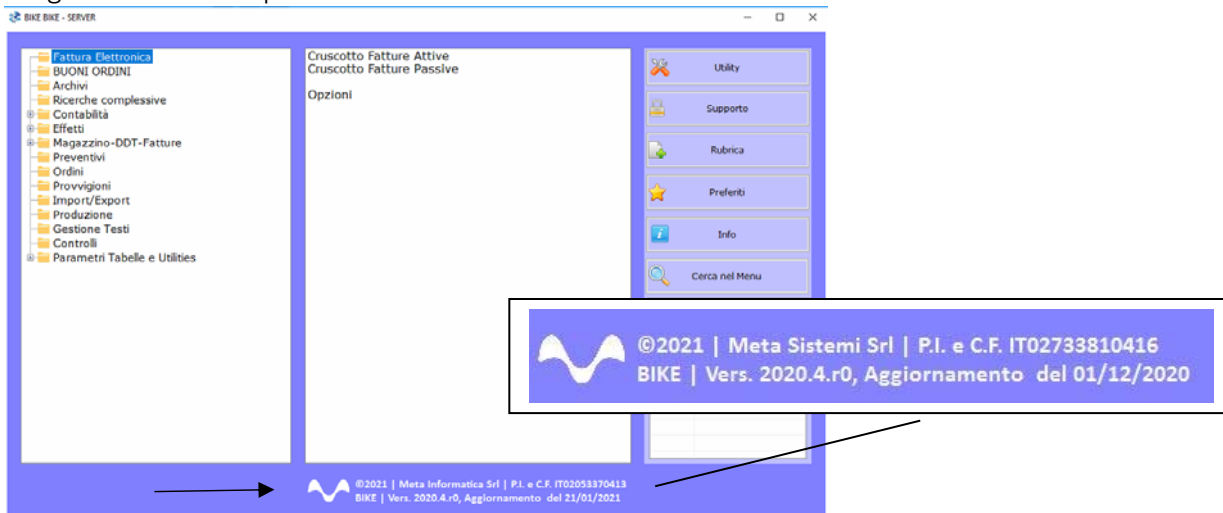 BIKE BIKE - SERVER
Fattura Elettronica
BUONI ORDINI
Archivi
Ricerche complessive
Contabilità
Effetti
Magazzino-DDT-Fatture
Preventivi
Ordini
Provvigioni
Import/Export
Produzione
Gestione Testi
Controlli
Parametri Tabelle e Utilities
Cruscotto Fatture Attive
Cruscotto Fatture Passive
Opzioni
Utility
Supporto
Rubrica
Preferiti
Info
Cerca nel Menu
©2021 | Meta Sistemi Srl | P.I. e C.F. IT02733810416
BIKE | Vers. 2020.4.r0, Aggiornamento del 01/12/2020
©2021 | Meta Informatica Srl | P.I. e C.F. IT02053370413
BIKE | Vers. 2020.4.r0, Aggiornamento del 21/01/2021